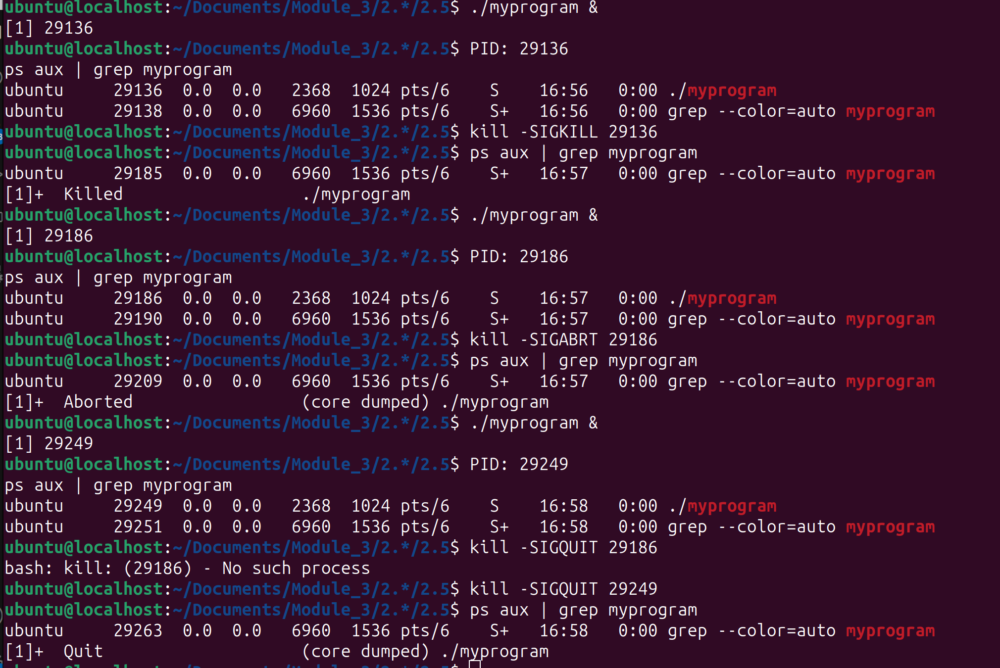 ubuntu@localhost:~/Documents/Module_3/2.*/2.5$ ./myprogram &
[1] 29136
ubuntu@localhost:~/Documents/Module_3/2.*/2.5$ PID: 29136
ps aux | grep myprogram
ubuntu     29136  0.0  0.0   2368  1024 pts/6    S    16:56   0:00 ./myprogram
ubuntu     29138  0.0  0.0   6960  1536 pts/6    S+   16:56   0:00 grep --color=auto myprogram
ubuntu@localhost:~/Documents/Module_3/2.*/2.5$ kill -SIGKILL 29136
ubuntu@localhost:~/Documents/Module_3/2.*/2.5$ ps aux | grep myprogram
ubuntu     29185  0.0  0.0   6960  1536 pts/6    S+   16:57   0:00 grep --color=auto myprogram
[1]+  Killed                  ./myprogram
ubuntu@localhost:~/Documents/Module_3/2.*/2.5$ ./myprogram &
[1] 29186
ubuntu@localhost:~/Documents/Module_3/2.*/2.5$ PID: 29186
ps aux | grep myprogram
ubuntu     29186  0.0  0.0   2368  1024 pts/6    S    16:57   0:00 ./myprogram
ubuntu     29190  0.0  0.0   6960  1536 pts/6    S+   16:57   0:00 grep --color=auto myprogram
ubuntu@localhost:~/Documents/Module_3/2.*/2.5$ kill -SIGABRT 29186
ubuntu@localhost:~/Documents/Module_3/2.*/2.5$ ps aux | grep myprogram
ubuntu     29209  0.0  0.0   6960  1536 pts/6    S+   16:57   0:00 grep --color=auto myprogram
[1]+  Aborted                 (core dumped) ./myprogram
ubuntu@localhost:~/Documents/Module_3/2.*/2.5$ ./myprogram &
[1] 29249
ubuntu@localhost:~/Documents/Module_3/2.*/2.5$ PID: 29249
ps aux | grep myprogram
ubuntu     29249  0.0  0.0   2368  1024 pts/6    S    16:58   0:00 ./myprogram
ubuntu     29251  0.0  0.0   6960  1536 pts/6    S+   16:58   0:00 grep --color=auto myprogram
ubuntu@localhost:~/Documents/Module_3/2.*/2.5$ kill -SIGQUIT 29186
bash: kill: (29186) - No such process
ubuntu@localhost:~/Documents/Module_3/2.*/2.5$ kill -SIGQUIT 29249
ubuntu@localhost:~/Documents/Module_3/2.*/2.5$ ps aux | grep myprogram
ubuntu     29263  0.0  0.0   6960  1536 pts/6    S+   16:58   0:00 grep --color=auto myprogram
[1]+  Quit                    (core dumped) ./myprogram